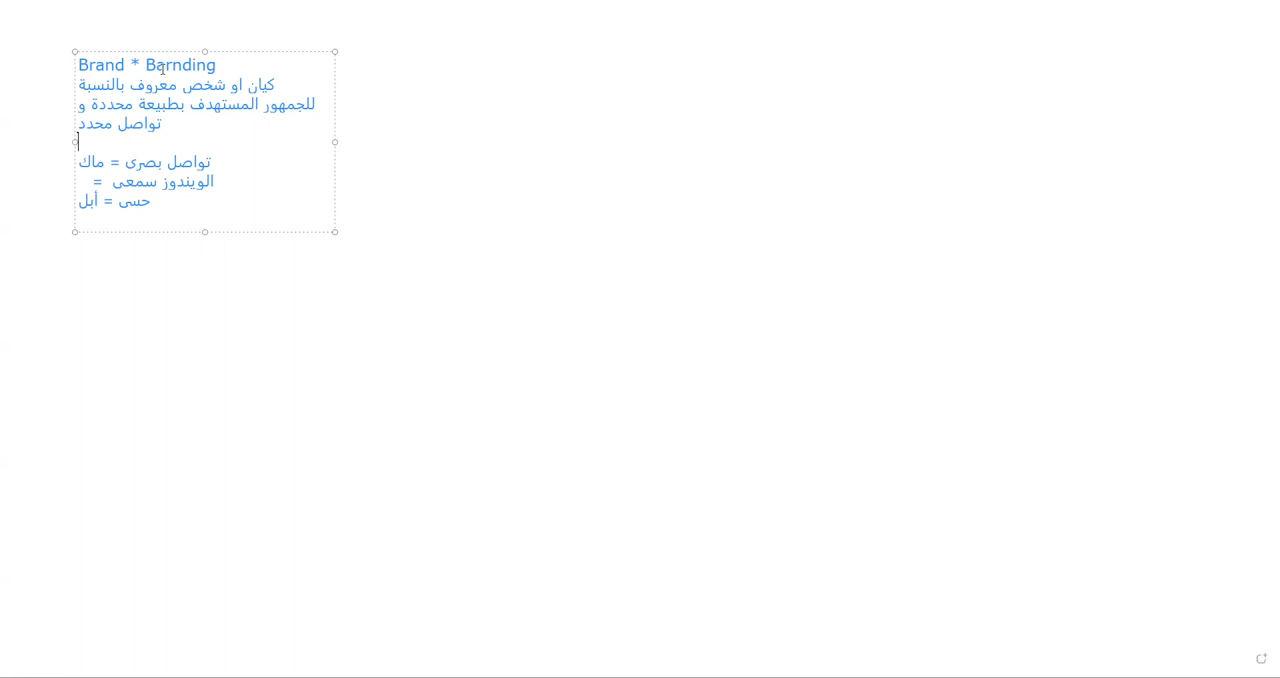 Brand * Barnding
كيان او شخص معروف بالنسبة
للجمهور المستهدف بطبيعة محددة و
تواصل محدد
تواصل بصرى = ماك
الويندوز سمعى =
حسى = أبل